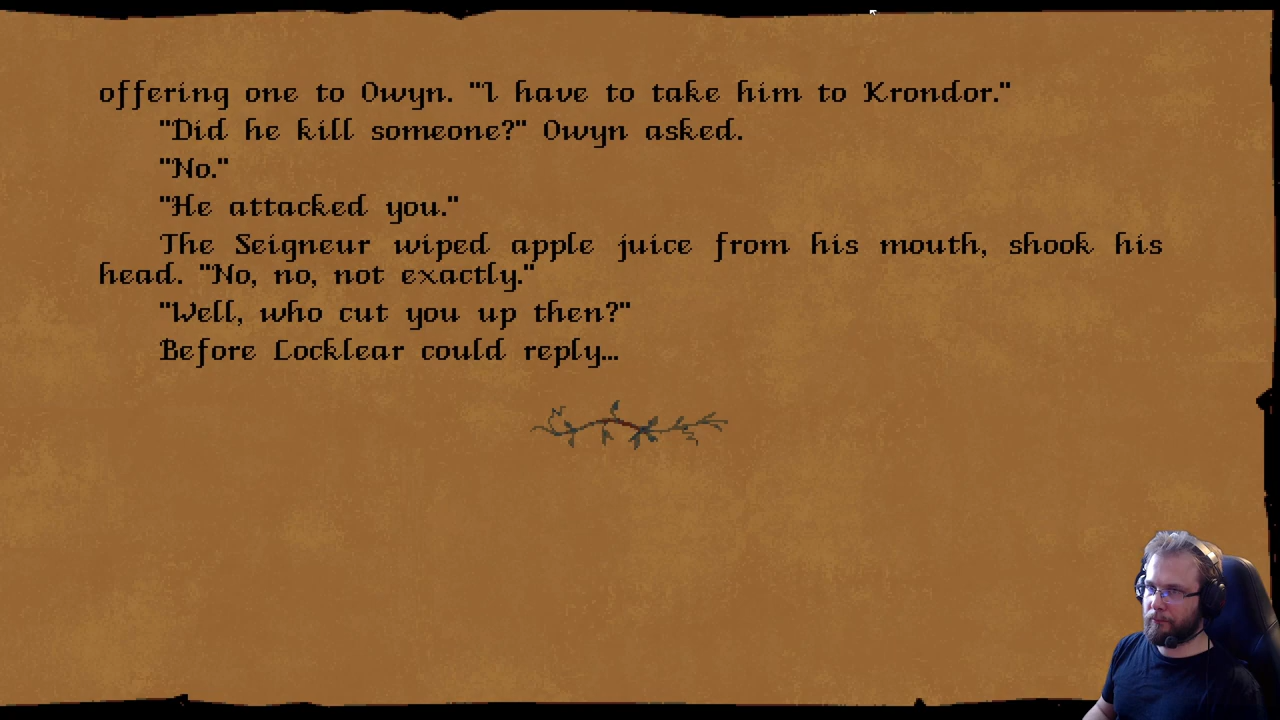 offering one to Owyn. "I have to take him to Krondor."
"Did he kill someone?" Owyn asked.
"No."
"He attacked you."
The Seigneur wiped apple juice from his mouth, shook his
head. "No, no, not exactly."
"Well, who cut you up then?"
Before Locklear could reply...